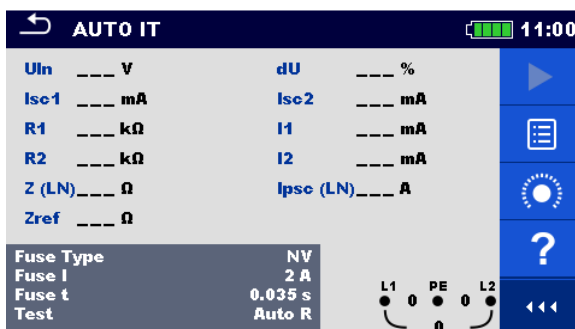 AUTO IT 11:00
Uln ___ V dU ___ %
Isc1 ___ mA Isc2 ___ mA
R1 ___ kΩ I1 ___ mA
R2 ___ kΩ I2 ___ mA
Z (LN)___ Ω Ipsc (LN)___ A
Zref ___ Ω
Fuse Type NV
Fuse I 2 A
Fuse t 0.035 s
Test Auto R
L1 PE L2
0 0
0
?